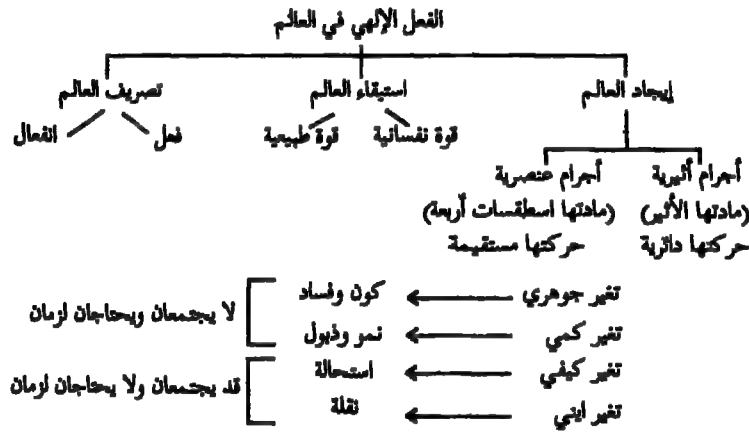 الفعل الإلهي في العالم
إيجاد العالم استبقاء العالم تصريف العالم
قوة نفسانية قوة طبيعية فعل انفعال
أجرام أثيرية أجرام عنصرية
(مادتها الأثير) (مادتها اسطقسات أربعة)
حركتها دائرية حركتها مستقيمة
تغير جوهري كون وفساد
لا يجتمعان ويحتاجان لزمان
تغير كمي نمو وذبول
تغير كيفي استحالة
قد يجتمعان ولا يحتاجان لزمان
تغير ايني نقلة